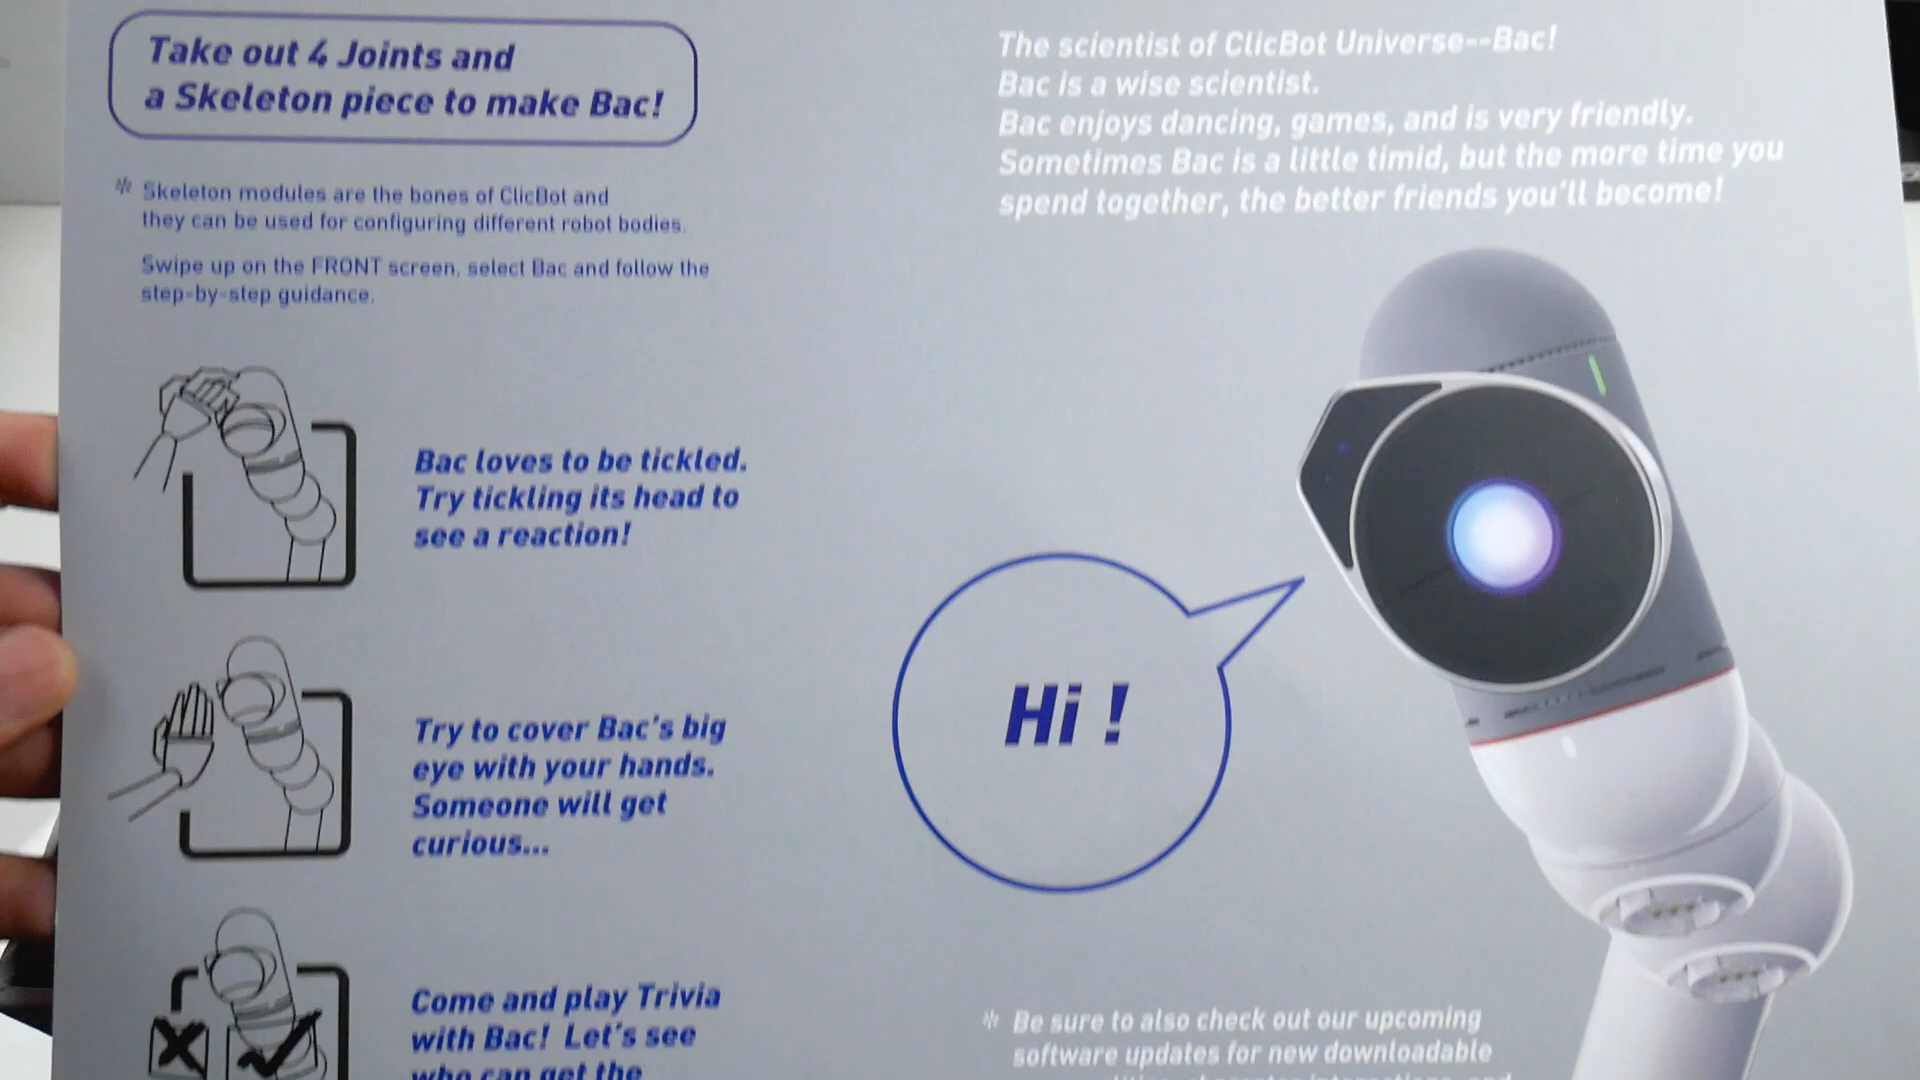 Take out 4 Joints and
a Skeleton piece to make Bac!
* Skeleton modules are the bones of ClicBot and
they can be used for configuring different robot bodies.
Swipe up on the FRONT screen, select Bac and follow the
step-by-step guidance.
Bac loves to be tickled.
Try tickling its head to
see a reaction!
Try to cover Bac's big
eye with your hands.
Someone will get
curious...
Come and play Trivia
with Bac! Let's see
who can get the
The scientist of ClicBot Universe--Bac!
Bac is a wise scientist.
Bac enjoys dancing, games, and is very friendly.
Sometimes Bac is a little timid, but the more time you
spend together, the better friends you'll become!
Hi !
* Be sure to also check out our upcoming
software updates for new downloadable